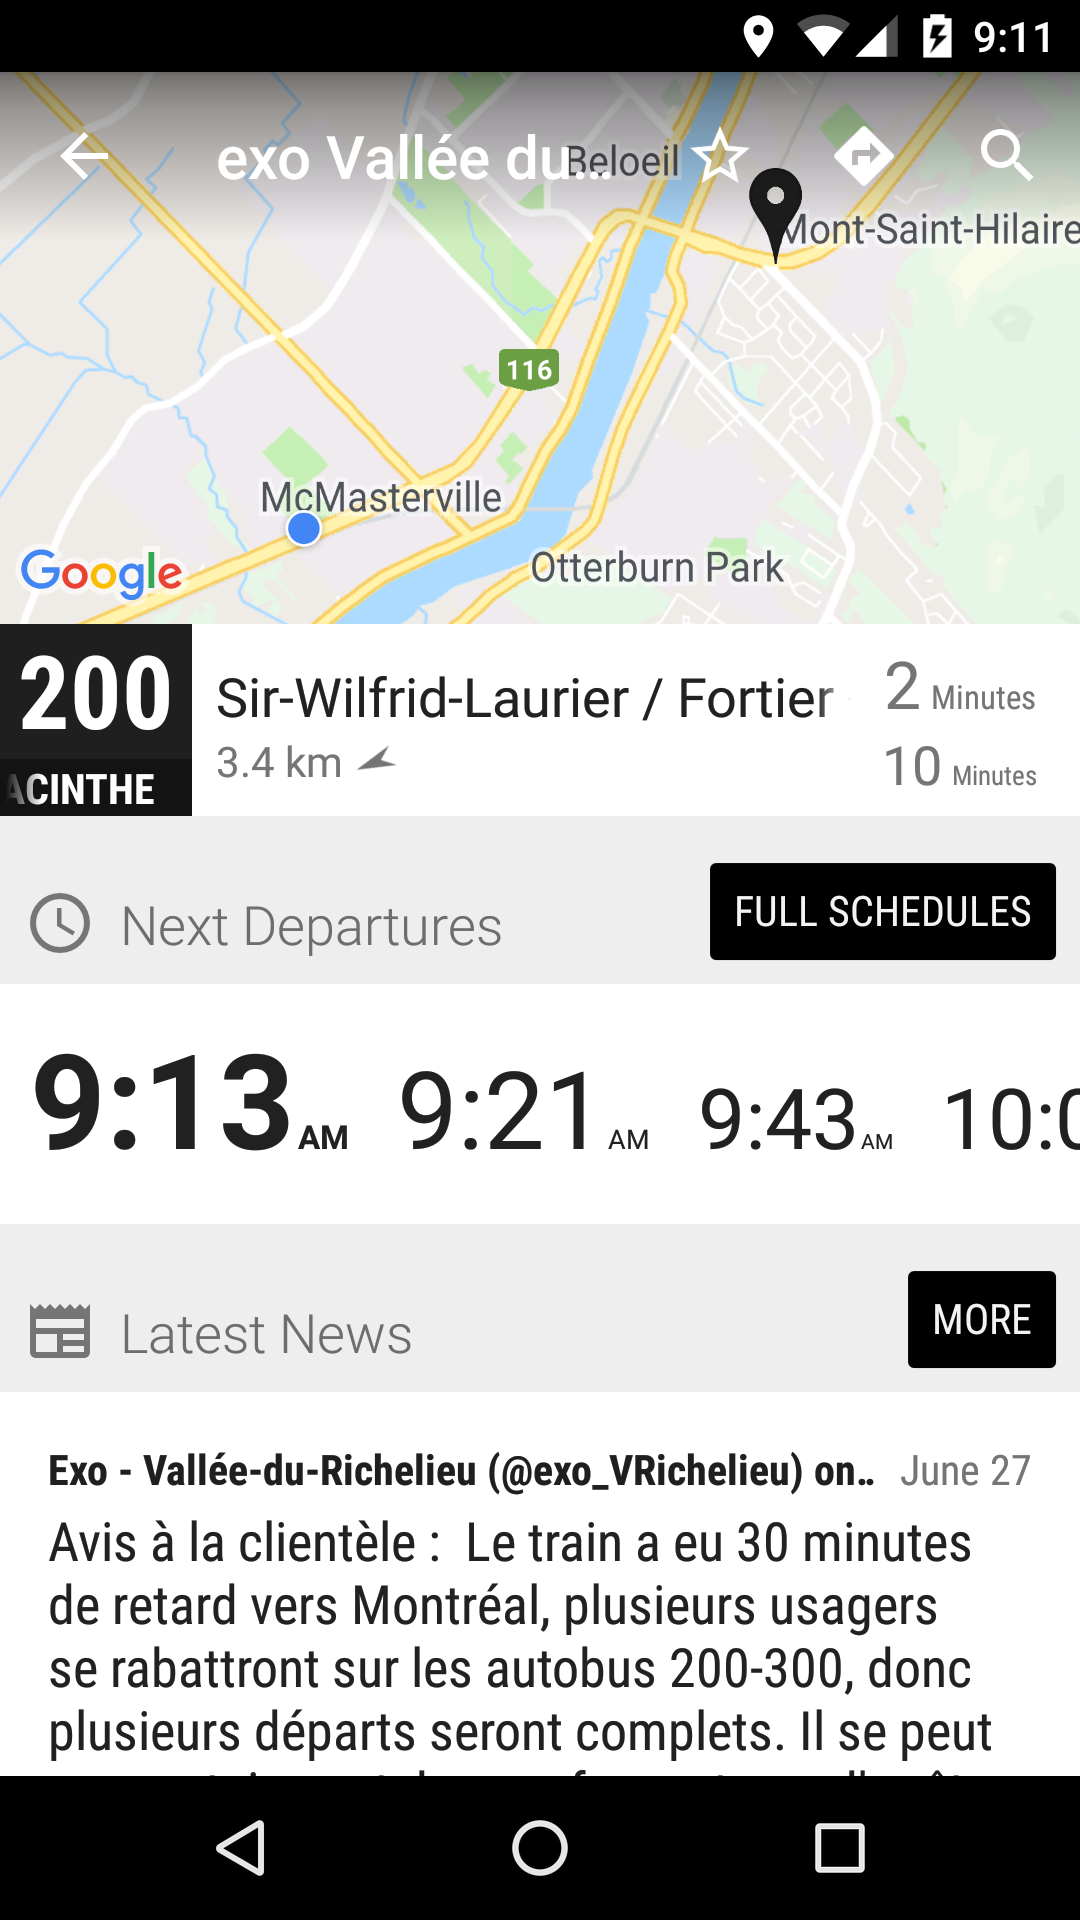 9:11
exo Vallée du...
Beloeil
Mont-Saint-Hilaire
116
McMasterville
Otterburn Park
Google
200
ACINTHE
Sir-Wilfrid-Laurier / Fortier
3.4 km
2 Minutes
10 Minutes
Next Departures
FULL SCHEDULES
9:13 AM 9:21 AM 9:43 AM 10:0
Latest News
MORE
Exo - Vallée-du-Richelieu (@exo_VRichelieu) on... June 27
Avis à la clientèle : Le train a eu 30 minutes
de retard vers Montréal, plusieurs usagers
se rabattront sur les autobus 200-300, donc
plusieurs départs seront complets. Il se peut